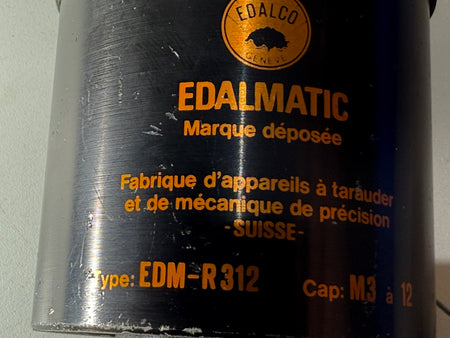 EDALCO
GENÈVE
EDALMATIC
Marque déposée
Fabrique d'appareils à tarauder
et de mécanique de précision
-SUISSE-
Type: EDM-R312 Cap: M3 à 12